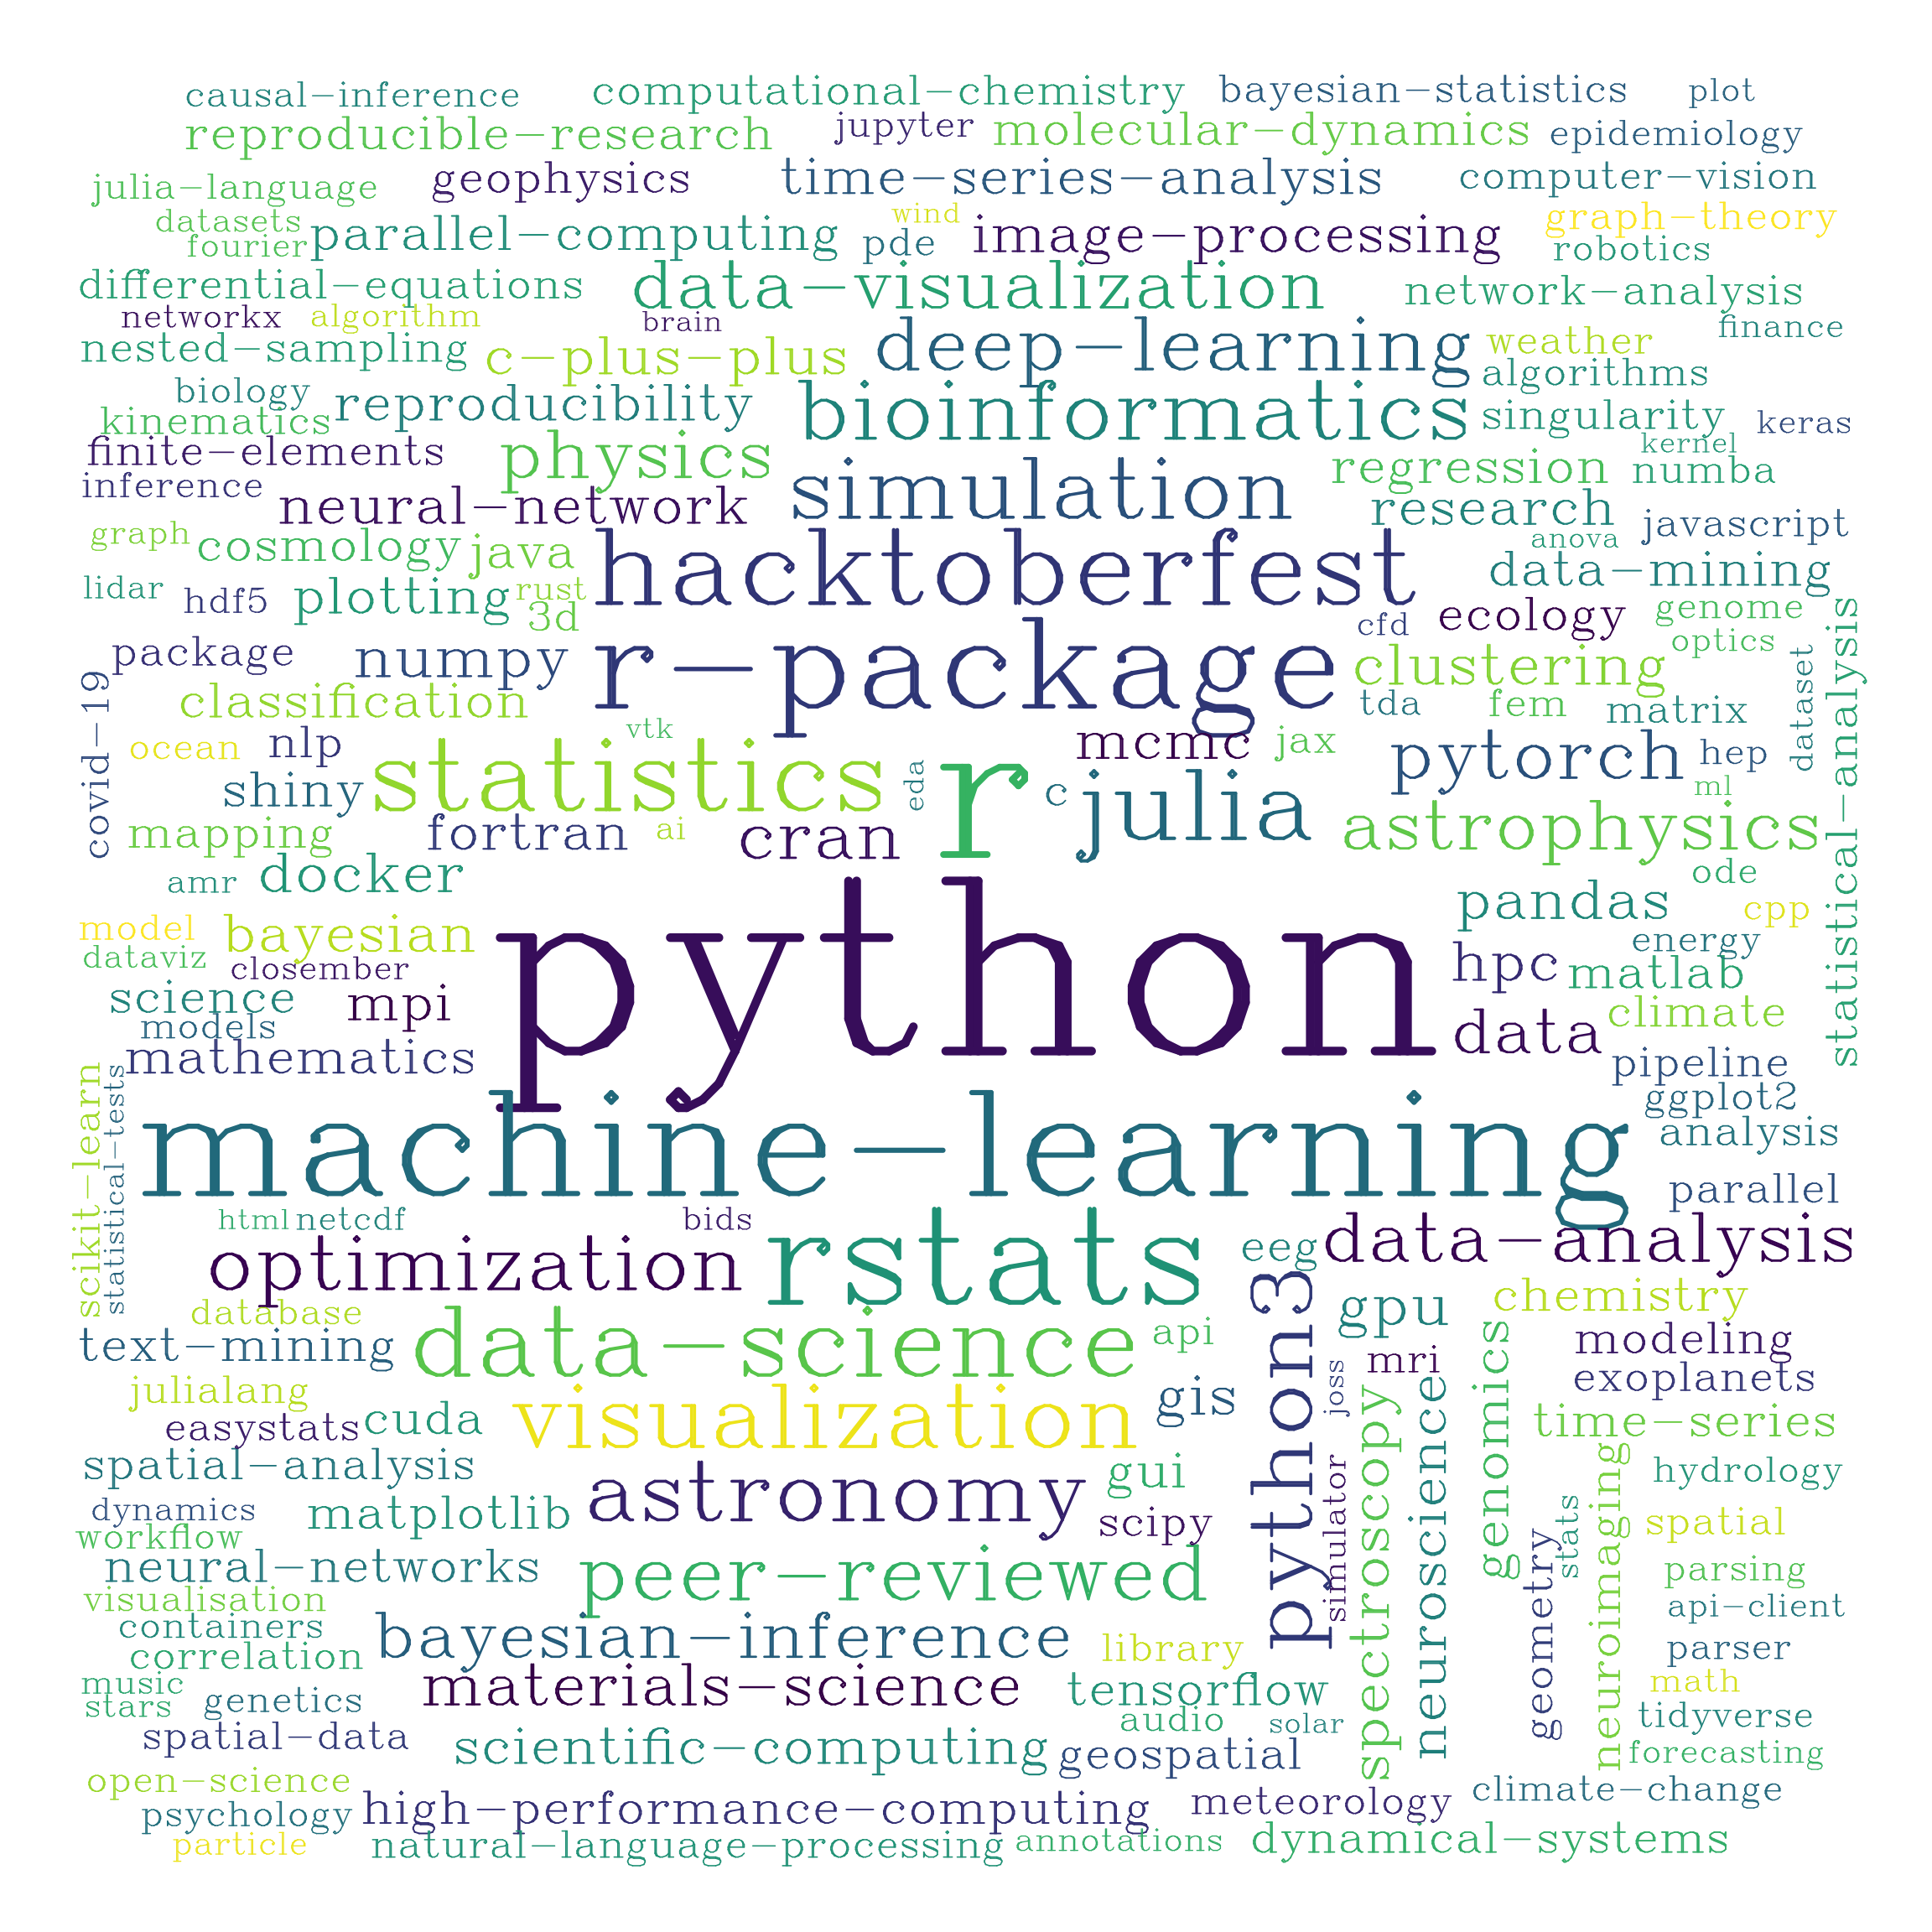 causal-inference
computational-chemistry
bayesian-statistics
plot
reproducible-research
jupyter
molecular-dynamics
epidemiology
julia-language
geophysics
time-series-analysis
computer-vision
datasets
wind
graph-theory
fourier
parallel-computing
pde
image-processing
robotics
differential-equations
data-visualization
network-analysis
networkx
algorithm
brain
finance
nested-sampling
c-plus-plus
deep-learning
weather
algorithms
biology
kinematics
reproducibility
bioinformatics
singularity
keras
finite-elements
physics
kernel
inference
regression
numba
neural-network
simulation
research
javascript
graph
cosmology
java
hacktoberfest
anova
data-mining
lidar
hdf5
plotting
rust
3d
cfd
ecology
genome
optics
package
numpy
r-package
clustering
statistical-analysis
covid-19
classification
tda
fem
matrix
dataset
vtk
ocean
nlp
statistics
r
mcmc
jax
pytorch
hep
shiny
eda
c
julia
ml
mapping
fortran
ai
cran
astrophysics
amr
docker
ode
model
bayesian
python
pandas
cpp
dataviz
closember
hpc
energy
matlab
science
mpi
climate
models
data
mathematics
pipeline
ggplot2
scikit-learn
statistical-tests
machine-learning
analysis
parallel
html
netcdf
bids
optimization
rstats
eeg
data-analysis
database
python3
gpu
chemistry
text-mining
data-science
api
genomics
modeling
mri
joss
exoplanets
julialang
visualization
gis
easystats
cuda
spectroscopy
neuroscience
time-series
spatial-analysis
astronomy
gui
simulator
neuroimaging
hydrology
dynamics
matplotlib
scipy
stats
spatial
workflow
neural-networks
peer-reviewed
geometry
parsing
visualisation
api-client
containers
bayesian-inference
library
parser
correlation
music
materials-science
tensorflow
math
stars
genetics
audio
solar
tidyverse
spatial-data
scientific-computing
geospatial
forecasting
open-science
climate-change
psychology
high-performance-computing
meteorology
particle
natural-language-processing
annotations
dynamical-systems